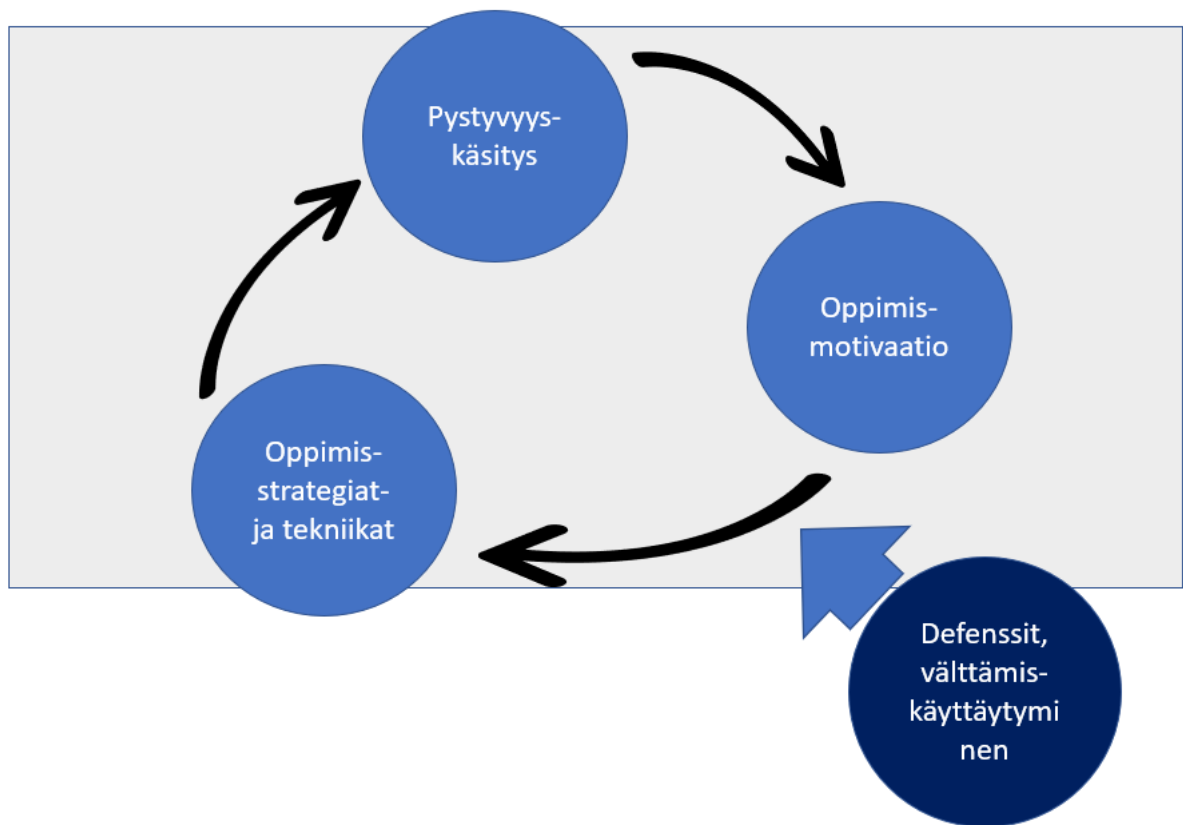 Pystyvyys-
käsitys
Oppimis-
motivaatio
Oppimis-
strategiat-
ja tekniikat
Defenssit,
välttämis-
käyttäytymi
nen